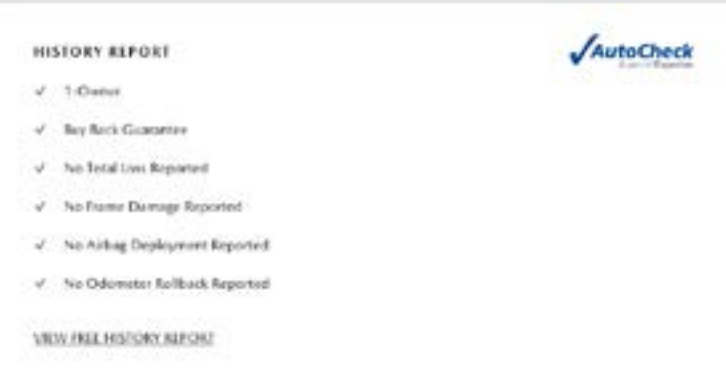 HISTORY REPORT
AutoCheck
1-Owner
Buy Back Guarantee
No Total Loss Reported
No Frame Damage Reported
No Airbag Deployment Reported
No Odometer Rollback Reported
VIEW FREE HISTORY REPORT